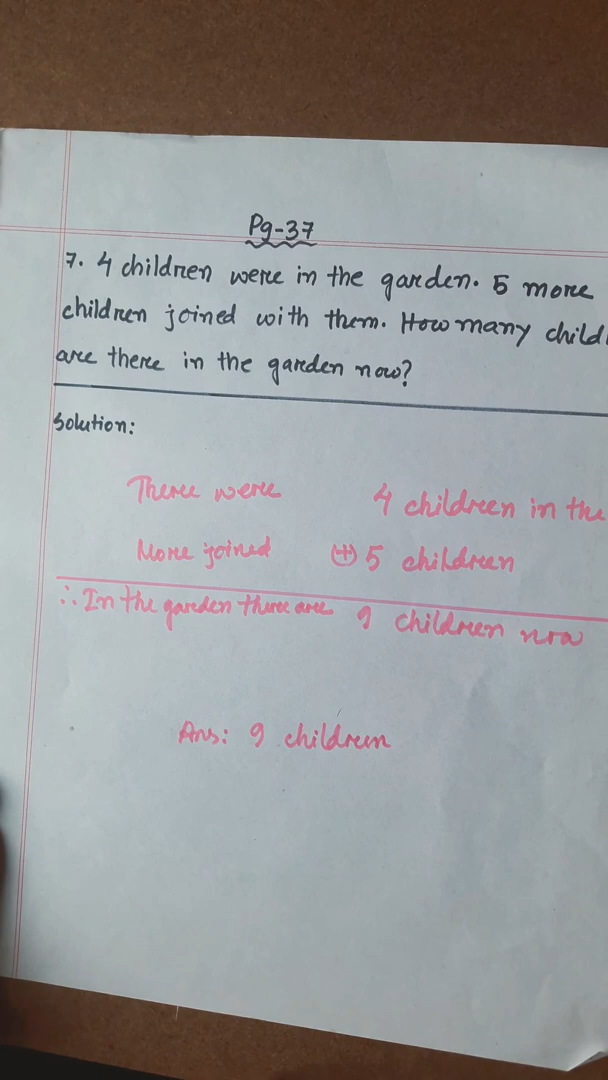 Pg-37
7. 4 children were in the garden. 5 more
children joined with them. How many child
are there in the garden now?
Solution:
There were 4 children in the
More joined (+) 5 children
∴ In the garden there are 9 children now
Ans: 9 children